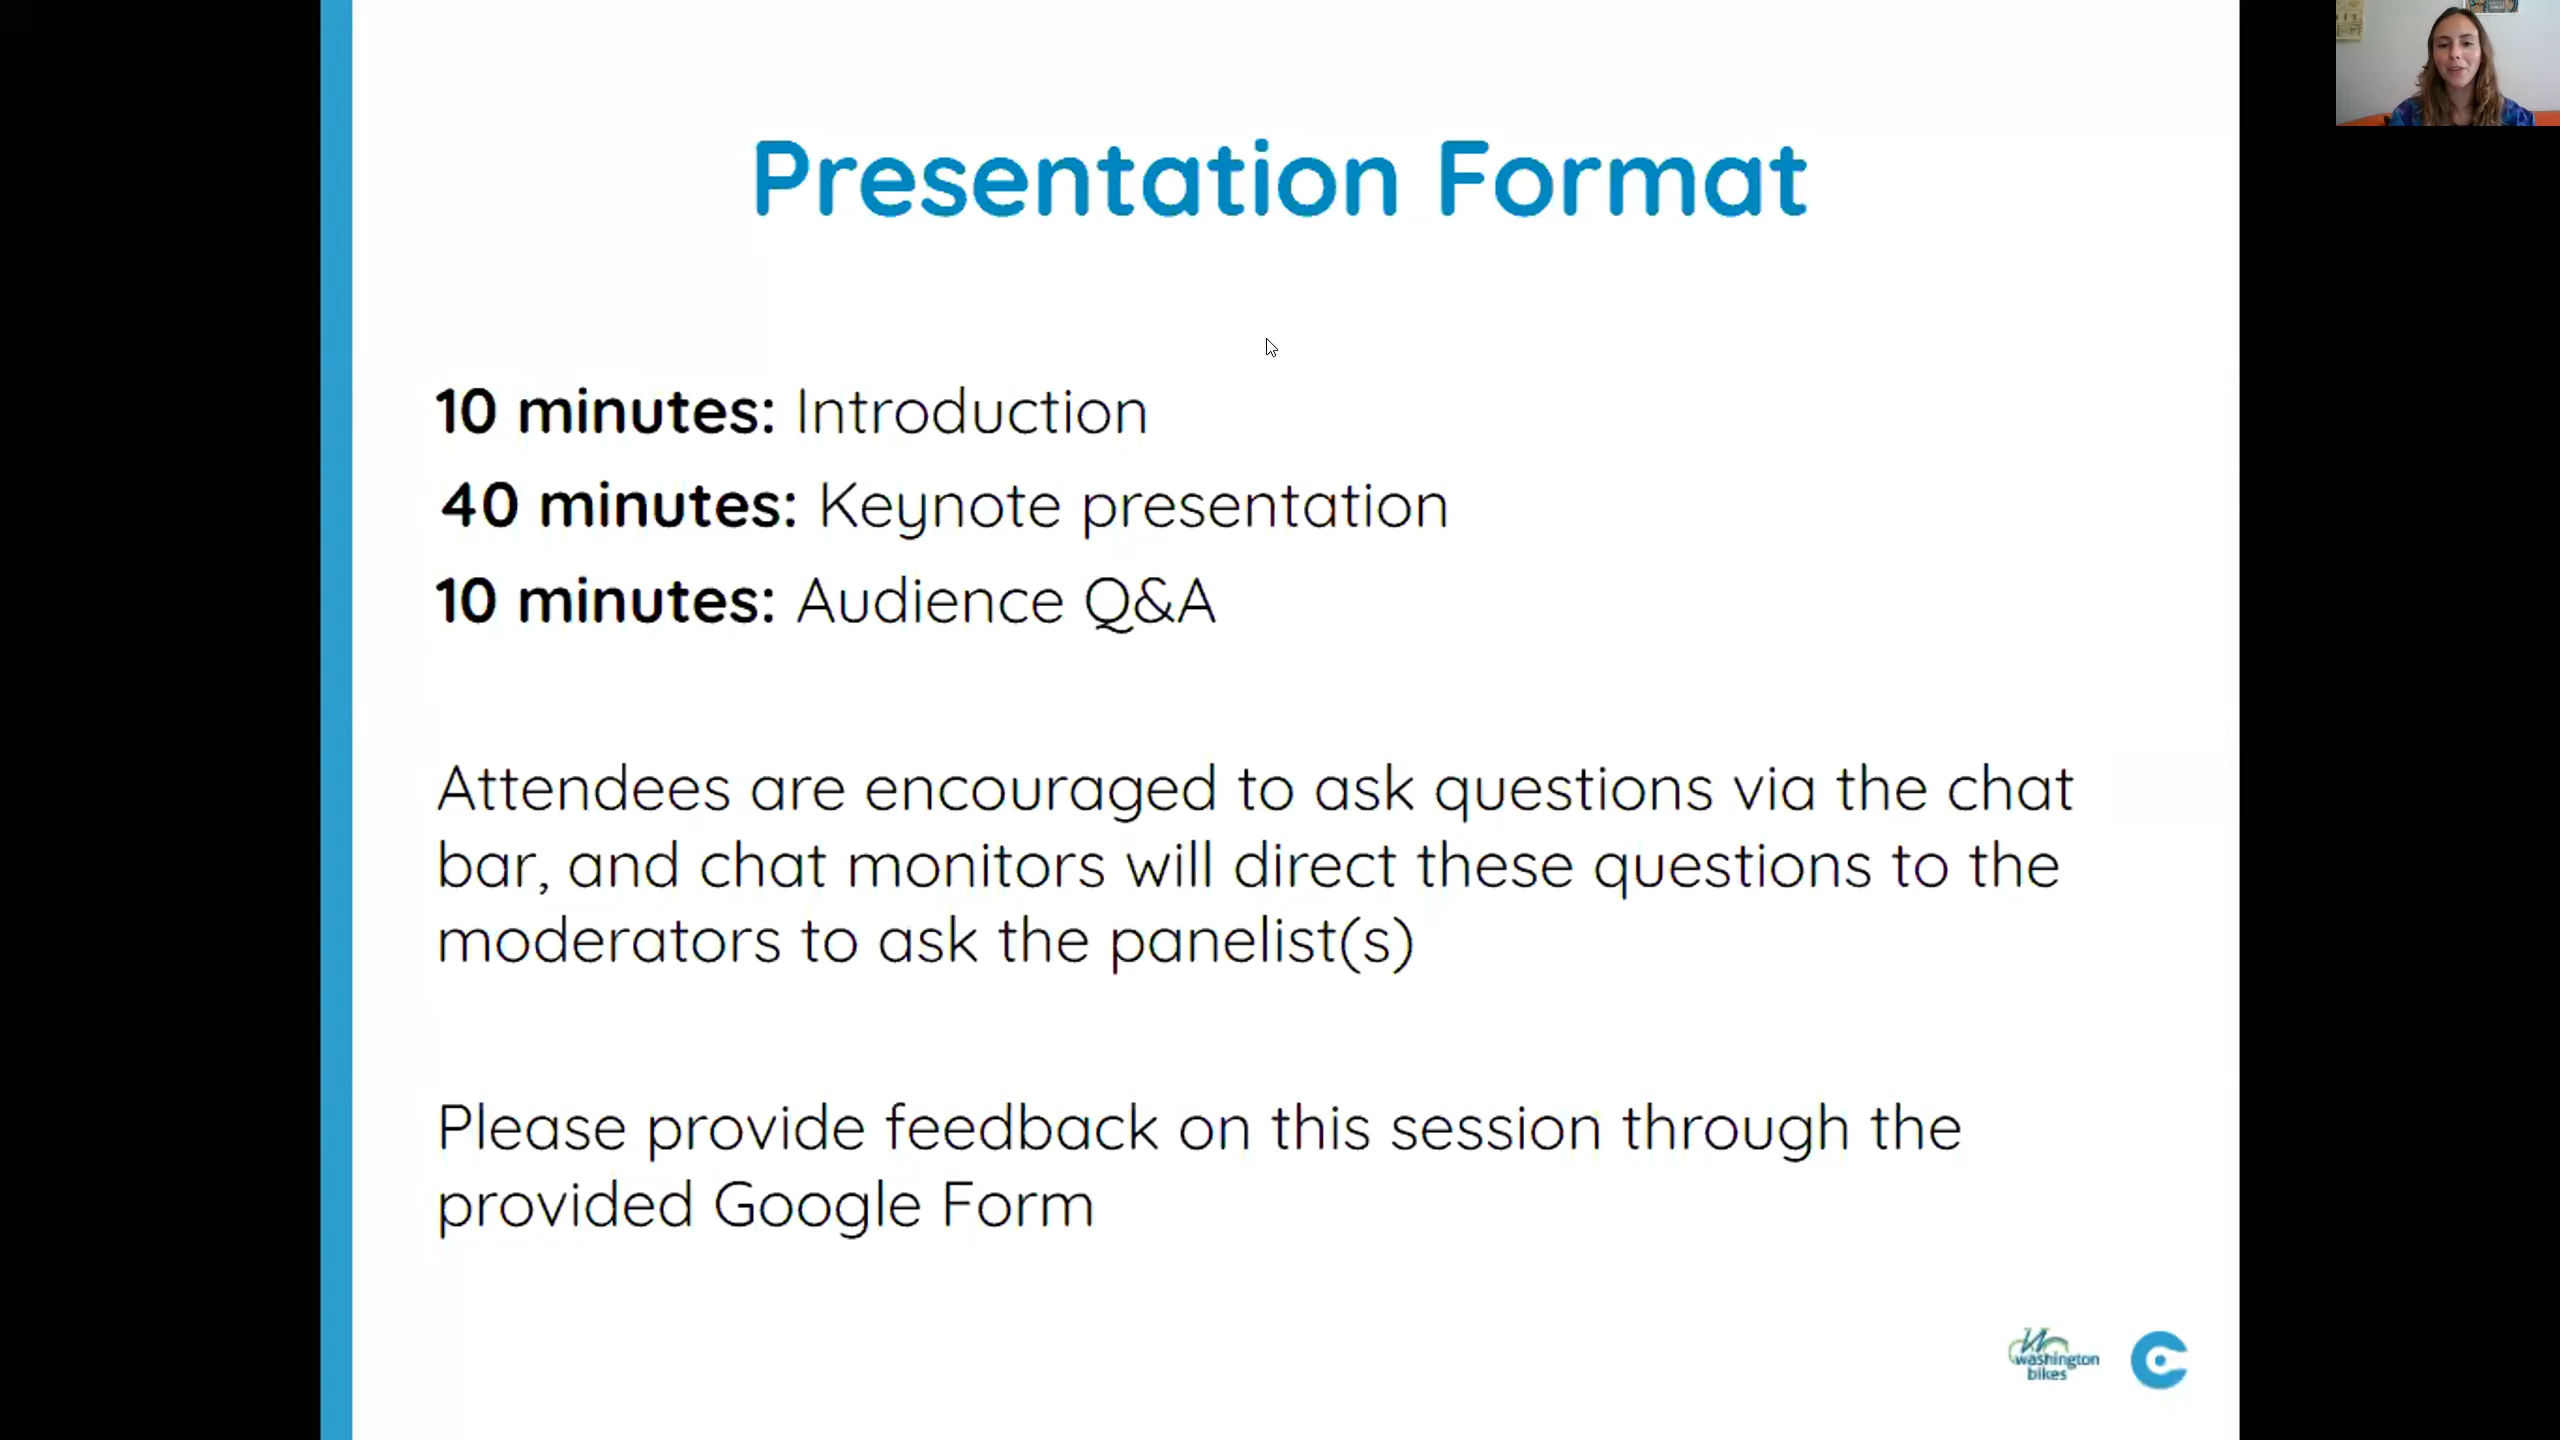 Presentation Format
10 minutes: Introduction
40 minutes: Keynote presentation
10 minutes: Audience Q&A
Attendees are encouraged to ask questions via the chat
bar, and chat monitors will direct these questions to the
moderators to ask the panelist(s)
Please provide feedback on this session through the
provided Google Form
washington
bikes